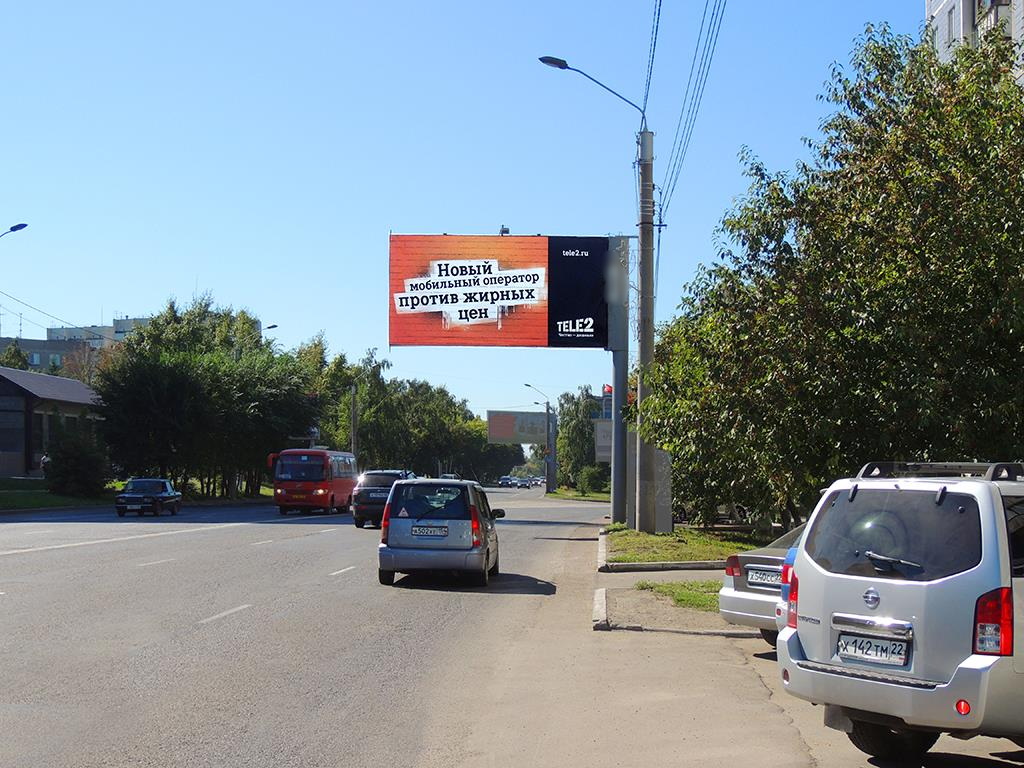 Новый
мобильный оператор
против жирных
цен
tele2.ru
TELE2
Честно — дешевле
Х 142 ТМ 22